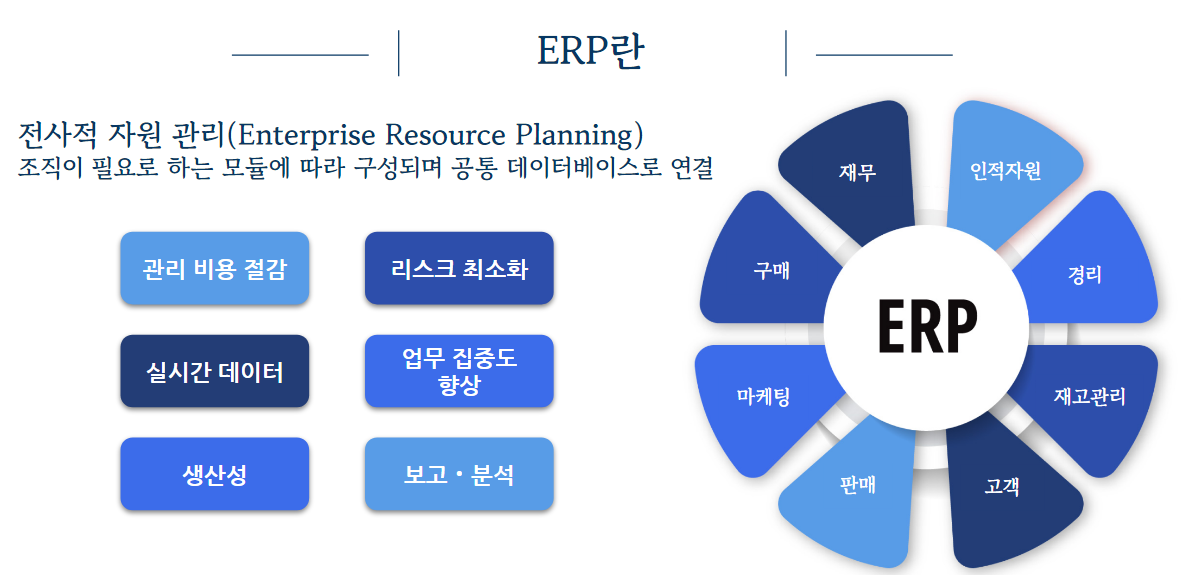 ERP란
전사적 자원 관리(Enterprise Resource Planning)
조직이 필요로 하는 모듈에 따라 구성되며 공통 데이터베이스로 연결
관리 비용 절감
리스크 최소화
실시간 데이터
업무 집중도
향상
생산성
보고・분석
재무
인적자원
구매
경리
ERP
마케팅
재고관리
판매
고객